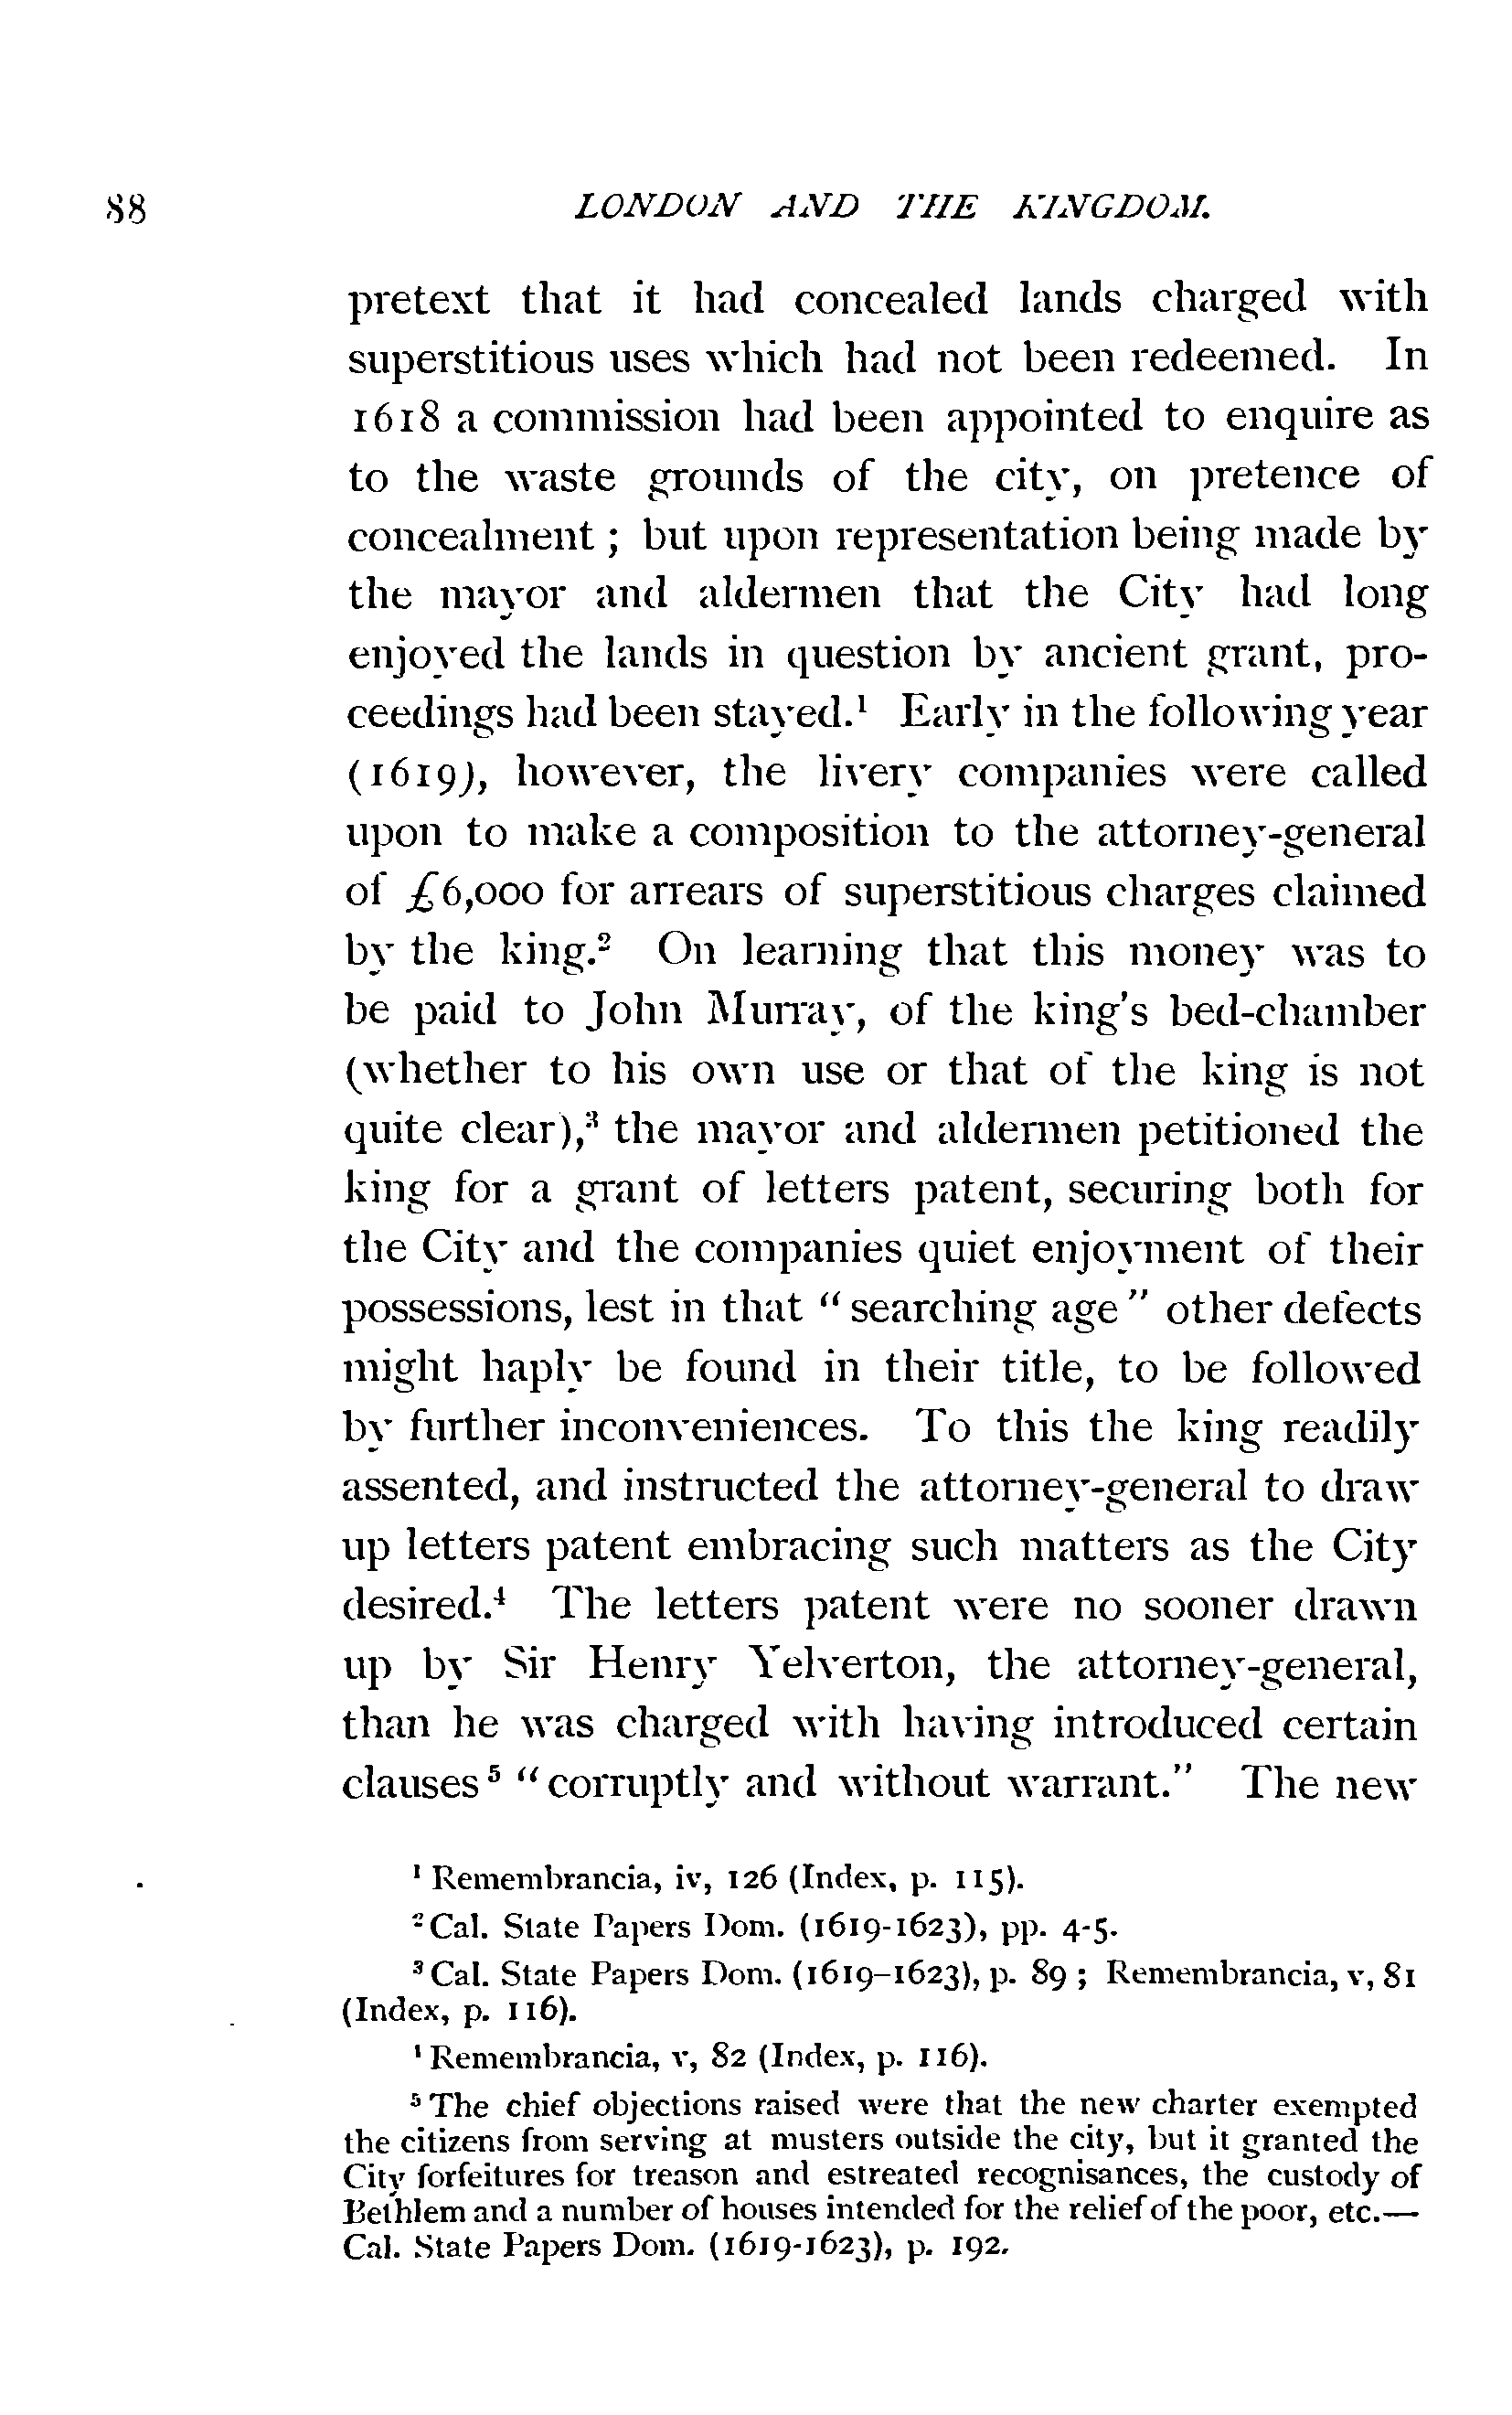 88 LONDON AND THE KINGDOM.
pretext that it had concealed lands charged with
superstitious uses which had not been redeemed. In
1618 a commission had been appointed to enquire as
to the waste grounds of the city, on pretence of
concealment ; but upon representation being made by
the mayor and aldermen that the City had long
enjoyed the lands in question by ancient grant, pro-
ceedings had been stayed.¹ Early in the following year
(1619), however, the livery companies were called
upon to make a composition to the attorney-general
of £6,000 for arrears of superstitious charges claimed
by the king.² On learning that this money was to
be paid to John Murray, of the king's bed-chamber
(whether to his own use or that of the king is not
quite clear),³ the mayor and aldermen petitioned the
king for a grant of letters patent, securing both for
the City and the companies quiet enjoyment of their
possessions, lest in that “searching age” other defects
might haply be found in their title, to be followed
by further inconveniences. To this the king readily
assented, and instructed the attorney-general to draw
up letters patent embracing such matters as the City
desired.⁴ The letters patent were no sooner drawn
up by Sir Henry Yelverton, the attorney-general,
than he was charged with having introduced certain
clauses⁵ “corruptly and without warrant.” The new
¹ Remembrancia, iv, 126 (Index, p. 115).
² Cal. State Papers Dom. (1619-1623), pp. 4-5.
³ Cal. State Papers Dom. (1619–1623), p. 89 ; Remembrancia, v, 81
(Index, p. 116).
⁴ Remembrancia, v, 82 (Index, p. 116).
⁵ The chief objections raised were that the new charter exempted
the citizens from serving at musters outside the city, but it granted the
City forfeitures for treason and estreated recognisances, the custody of
Bethlem and a number of houses intended for the relief of the poor, etc.—
Cal. State Papers Dom. (1619-1623), p. 192.